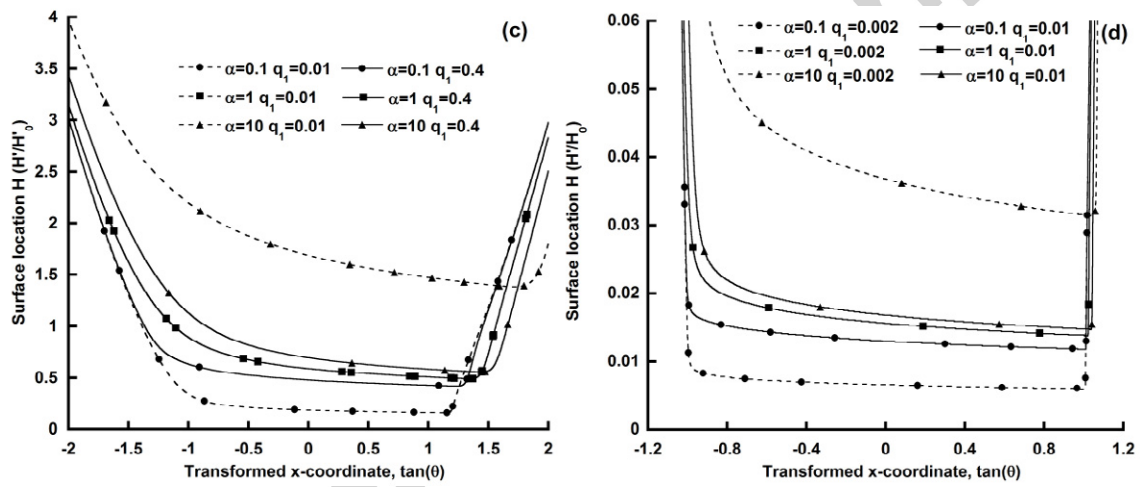 (c)
α=0.1 q1=0.01 α=0.1 q1=0.4
α=1 q1=0.01 α=1 q1=0.4
α=10 q1=0.01 α=10 q1=0.4
Surface location H (H'/H'0)
4
3.5
3
2.5
2
1.5
1
0.5
0
-2 -1.5 -1 -0.5 0 0.5 1 1.5 2
Transformed x-coordinate, tan(θ)
(d)
α=0.1 q1=0.002 α=0.1 q1=0.01
α=1 q1=0.002 α=1 q1=0.01
α=10 q1=0.002 α=10 q1=0.01
Surface location H (H'/H'0)
0.06
0.05
0.04
0.03
0.02
0.01
0.00
-1.2 -0.8 -0.4 0 0.4 0.8 1.2
Transformed x-coordinate, tan(θ)